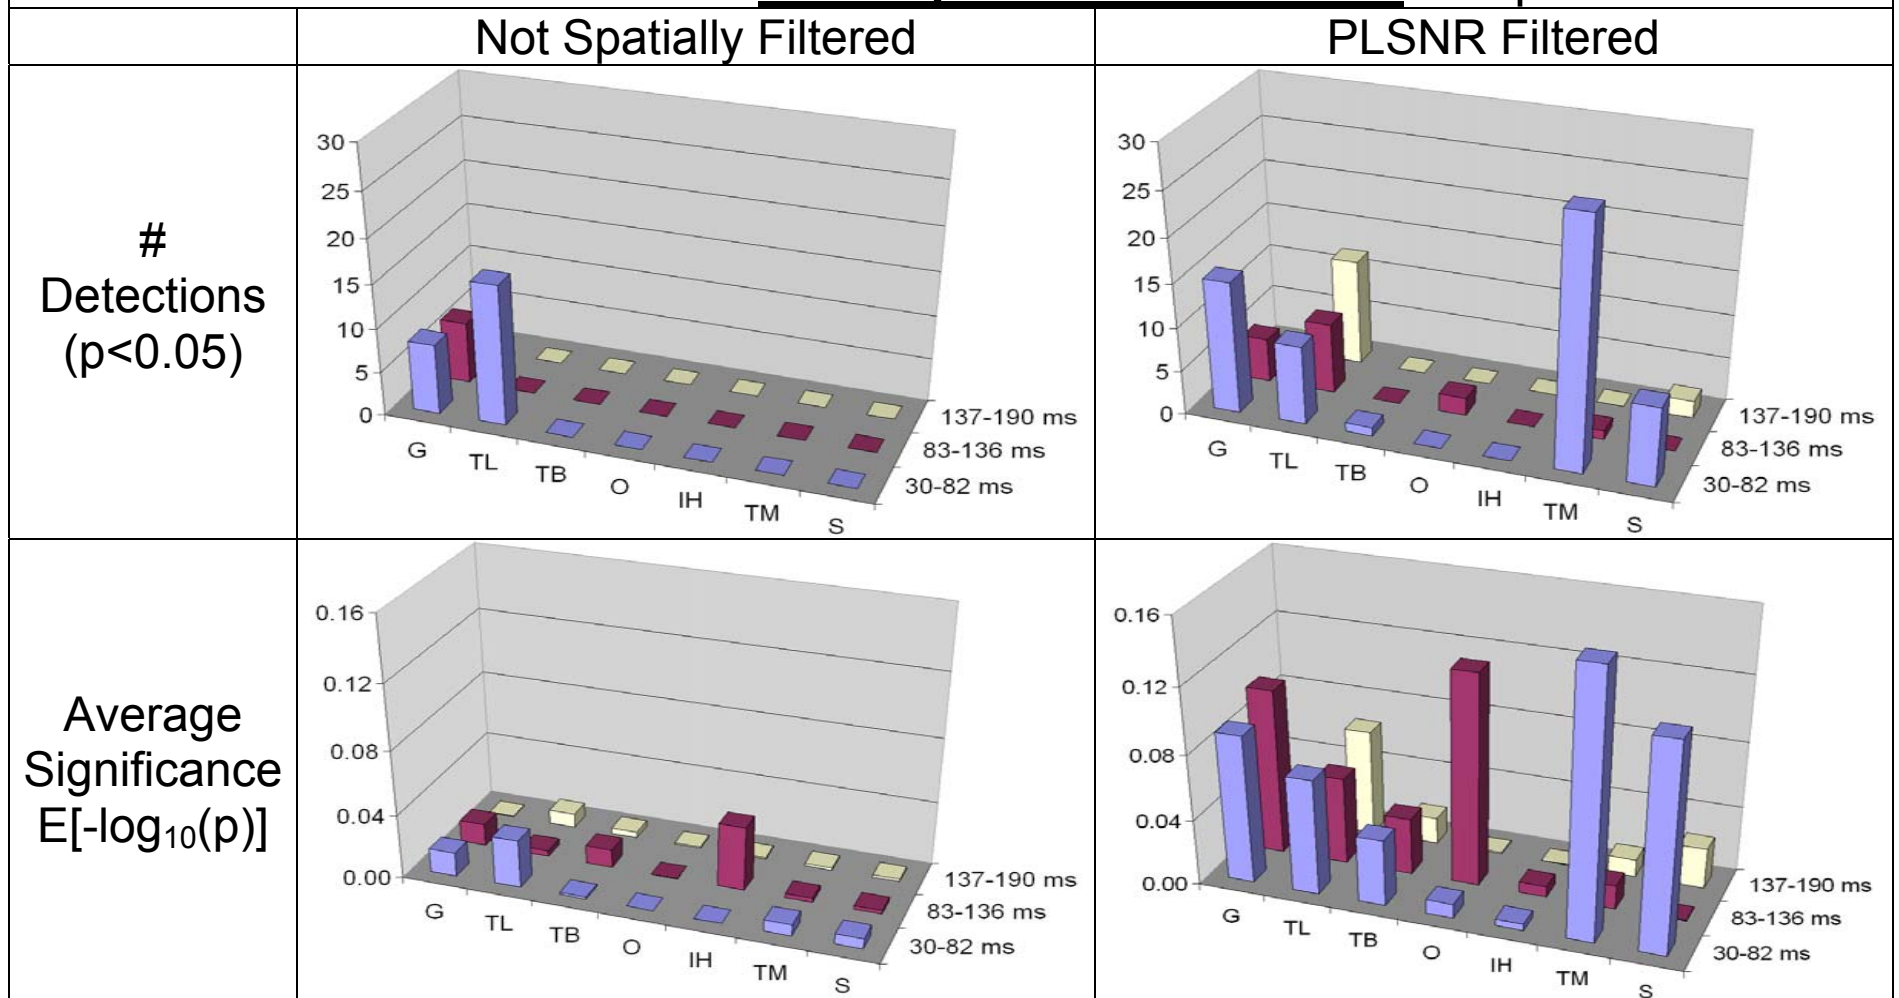 Not Spatially Filtered
PLSNR Filtered
#
Detections
(p<0.05)
30
25
20
15
10
5
0
G
TL
TB
O
IH
TM
S
137-190 ms
83-136 ms
30-82 ms
30
25
20
15
10
5
0
G
TL
TB
O
IH
TM
S
137-190 ms
83-136 ms
30-82 ms
Average
Significance
E[-log₁₀(p)]
0.16
0.12
0.08
0.04
0.00
G
TL
TB
O
IH
TM
S
137-190 ms
83-136 ms
30-82 ms
0.16
0.12
0.08
0.04
0.00
G
TL
TB
O
IH
TM
S
137-190 ms
83-136 ms
30-82 ms